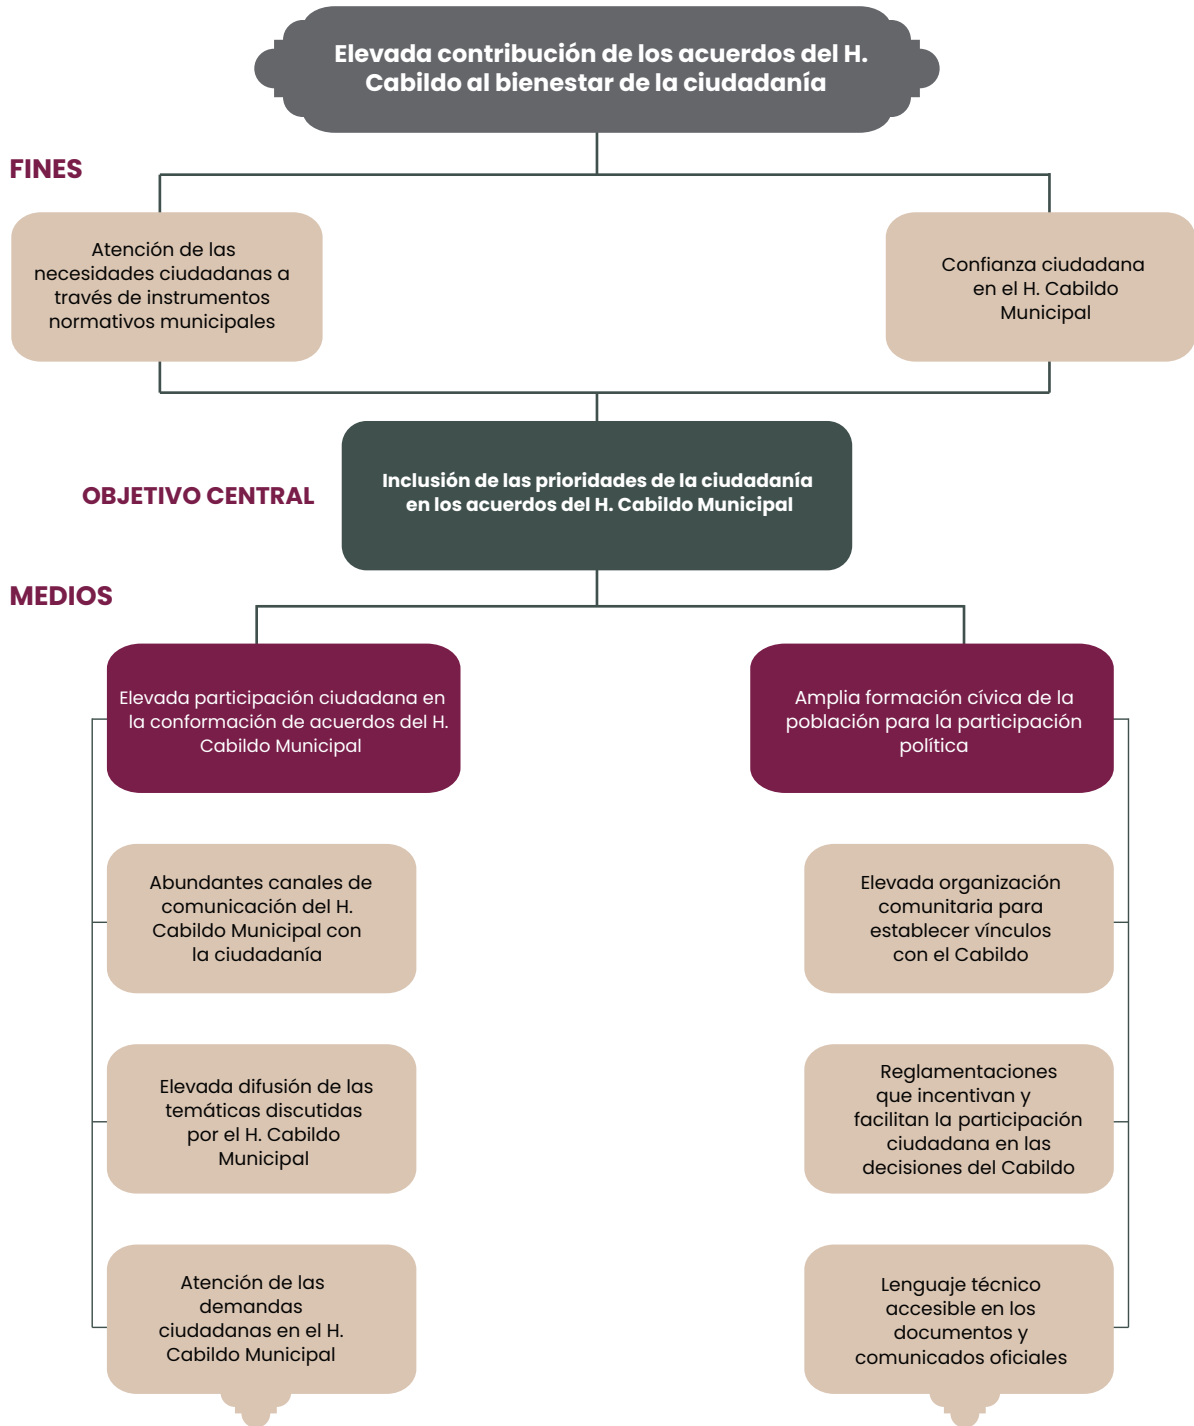 Elevada contribución de los acuerdos del H.
Cabildo al bienestar de la ciudadanía
FINES
Atención de las
necesidades ciudadanas a
través de instrumentos
normativos municipales
Confianza ciudadana
en el H. Cabildo
Municipal
OBJETIVO CENTRAL
Inclusión de las prioridades de la ciudadanía
en los acuerdos del H. Cabildo Municipal
MEDIOS
Elevada participación ciudadana en
la conformación de acuerdos del H.
Cabildo Municipal
Amplia formación cívica de la
población para la participación
política
Abundantes canales de
comunicación del H.
Cabildo Municipal con
la ciudadanía
Elevada organización
comunitaria para
establecer vínculos
con el Cabildo
Elevada difusión de las
temáticas discutidas
por el H. Cabildo
Municipal
Reglamentaciones
que incentivan y
facilitan la participación
ciudadana en las
decisiones del Cabildo
Atención de las
demandas
ciudadanas en el H.
Cabildo Municipal
Lenguaje técnico
accesible en los
documentos y
comunicados oficiales